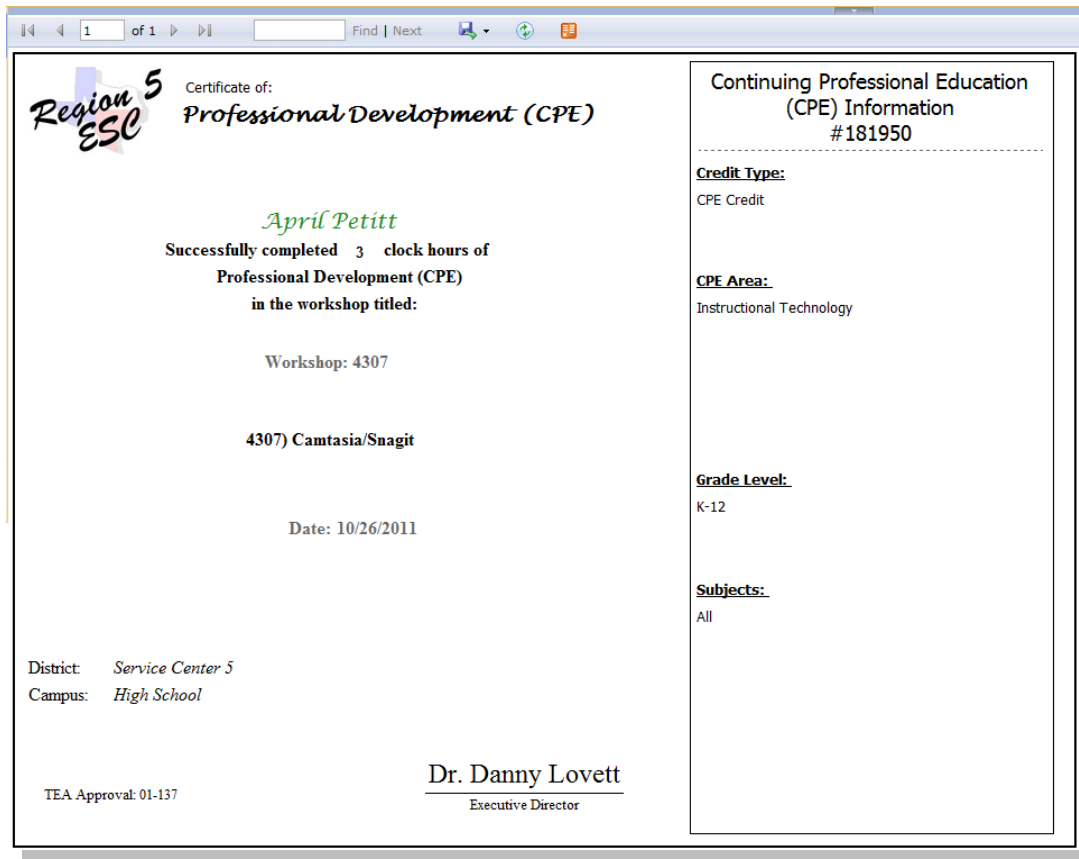 1 of 1 Find | Next
Region 5
ESC
Certificate of:
Professional Development (CPE)
April Petitt
Successfully completed 3 clock hours of
Professional Development (CPE)
in the workshop titled:
Workshop: 4307
4307) Camtasia/Snagit
Date: 10/26/2011
District: Service Center 5
Campus: High School
TEA Approval: 01-137
Dr. Danny Lovett
Executive Director
Continuing Professional Education
(CPE) Information
#181950
Credit Type:
CPE Credit
CPE Area:
Instructional Technology
Grade Level:
K-12
Subjects:
All